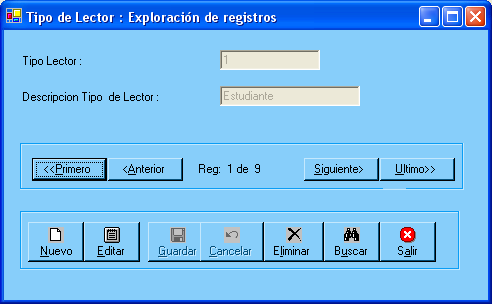 Tipo de Lector : Exploración de registros
Tipo Lector : 1
Descripcion Tipo de Lector : Estudiante
<<Primero <Anterior Reg: 1 de 9 Siguiente> Ultimo>>
Nuevo Editar Guardar Cancelar Eliminar Buscar Salir